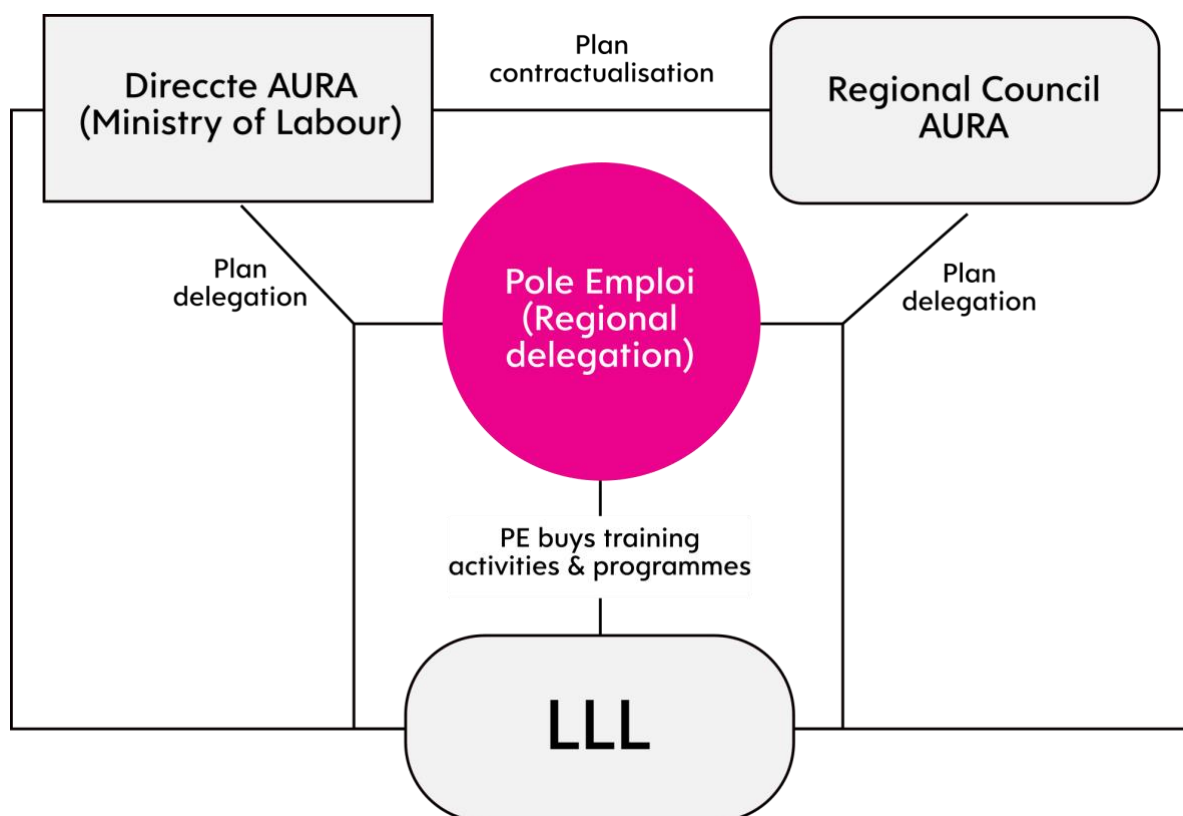 Plan
contractualisation
Direccte AURA
(Ministry of Labour)
Regional Council
AURA
Plan
delegation
Pole Emploi
(Regional
delegation)
Plan
delegation
PE buys training
activities & programmes
LLL